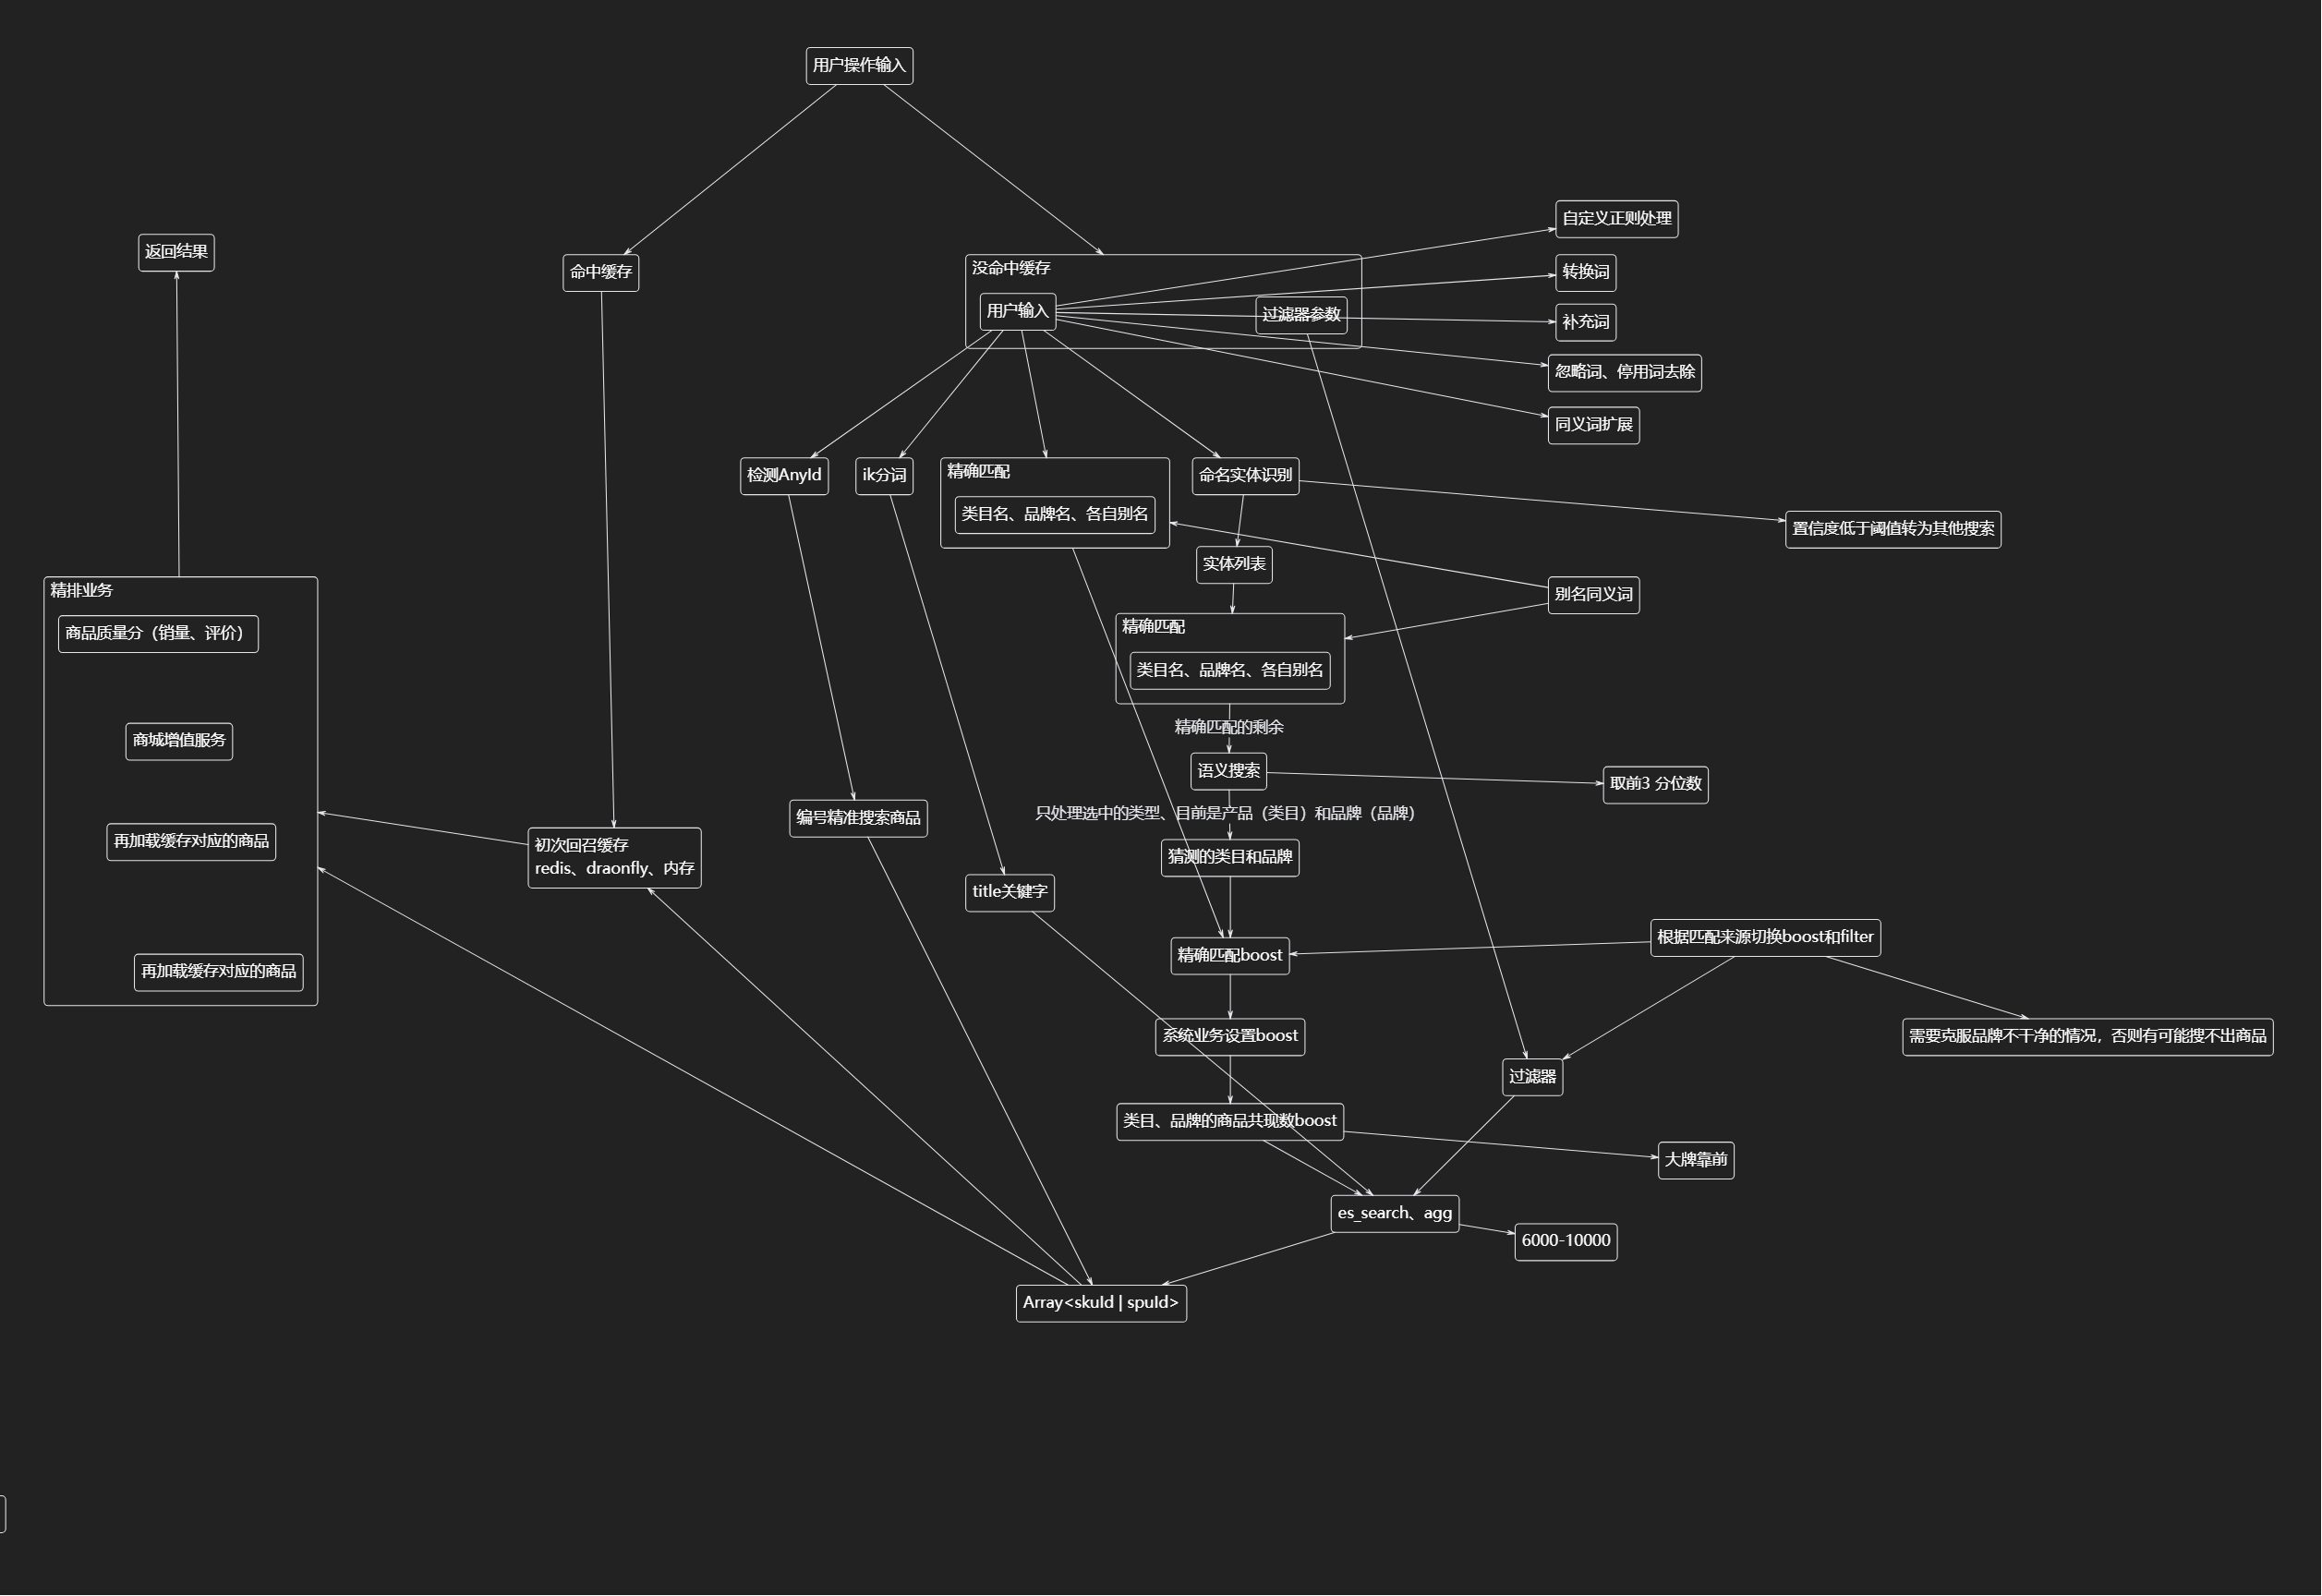 用户操作输入
自定义正则处理
返回结果
命中缓存
没命中缓存
转换词
用户输入
过滤器参数
补充词
忽略词、停用词去除
同义词扩展
检测AnyId
ik分词
精确匹配
命名实体识别
类目名、品牌名、各自别名
置信度低于阈值转为其他搜索
实体列表
精排业务
别名同义词
商品质量分（销量、评价）
精确匹配
类目名、品牌名、各自别名
精确匹配的剩余
商城增值服务
语义搜索
取前3 分位数
只处理选中的类型、目前是产品（类目）和品牌（品牌）
编号精准搜索商品
再加载缓存对应的商品
初次回召缓存
redis、draonfly、内存
猜测的类目和品牌
title关键字
根据匹配来源切换boost和filter
精确匹配boost
再加载缓存对应的商品
系统业务设置boost
需要克服品牌不干净的情况，否则有可能搜不出商品
过滤器
类目、品牌的商品共现数boost
大牌靠前
es_search、agg
6000-10000
Array<skuId | spuId>